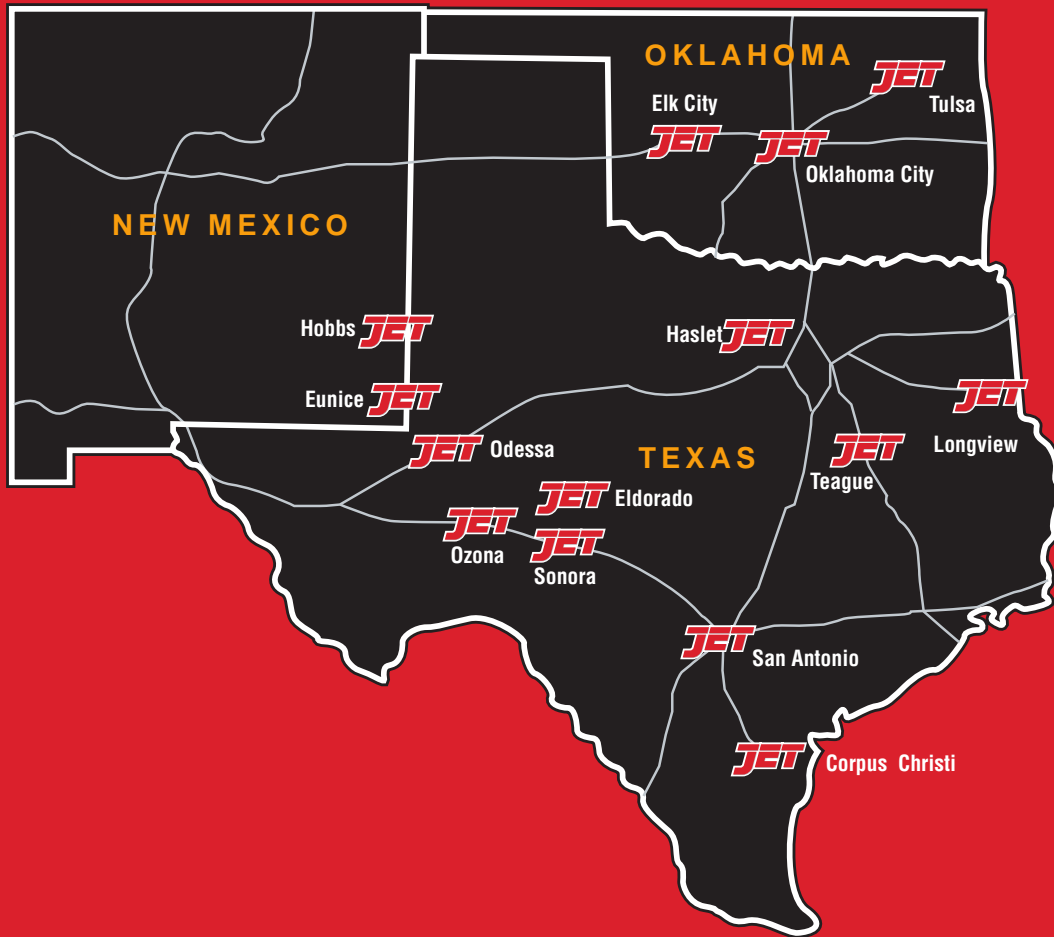 OKLAHOMA
JET
Tulsa
Elk City
JET
JET
Oklahoma City
NEW MEXICO
Hobbs JET
Haslet JET
Eunice JET
JET
Longview
JET Odessa
TEXAS
JET
Teague
JET Eldorado
JET
Ozona
JET
Sonora
JET
San Antonio
JET
Corpus Christi